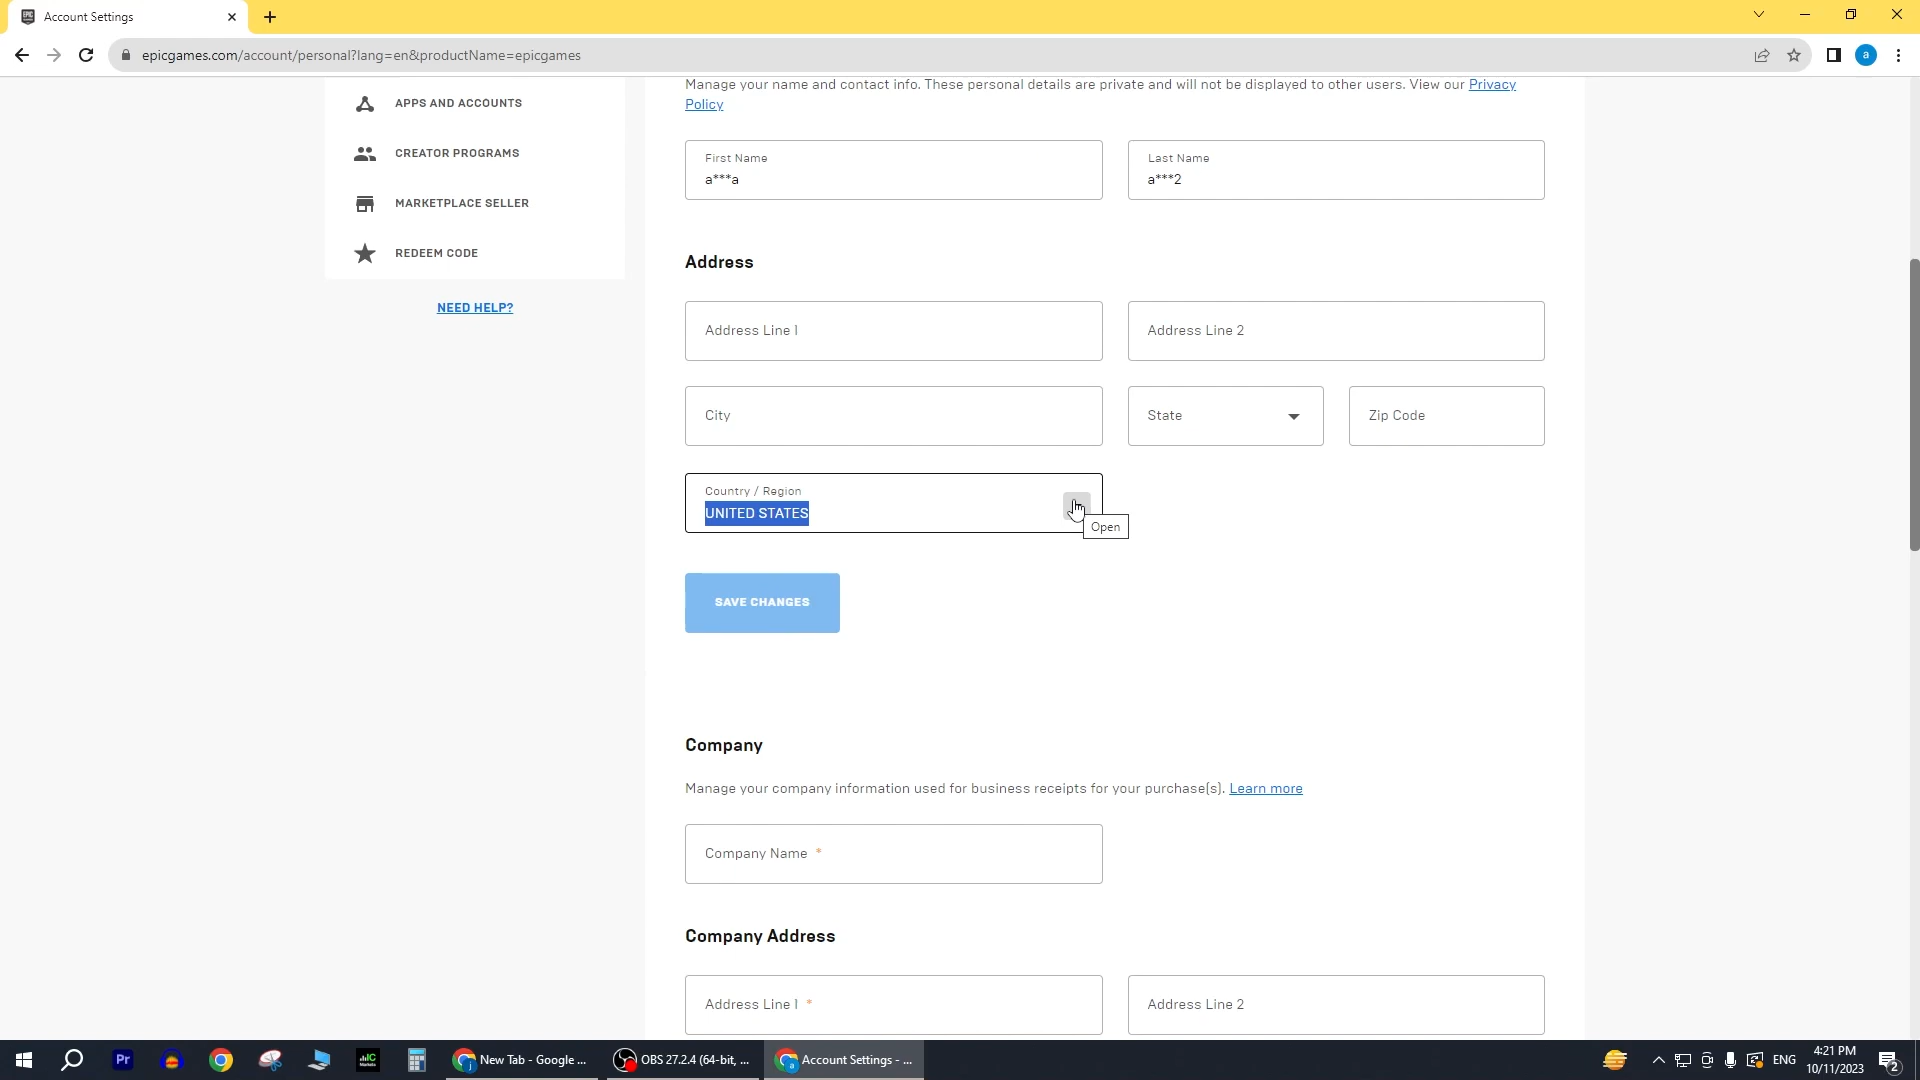 Account Settings
epicgames.com/account/personal?lang=en&productName=epicgames
a
APPS AND ACCOUNTS
CREATOR PROGRAMS
MARKETPLACE SELLER
REDEEM CODE
NEED HELP?
Manage your name and contact info. These personal details are private and will not be displayed to other users. View our Privacy
Policy
First Name
a***a
Last Name
a***2
Address
Address Line 1
Address Line 2
City
State
Zip Code
Country / Region
UNITED STATES
Open
SAVE CHANGES
Company
Manage your company information used for business receipts for your purchase(s). Learn more
Company Name *
Company Address
Address Line 1 *
Address Line 2
Pr
IC
Markets
New Tab - Google ...
OBS 27.2.4 (64-bit, ...
Account Settings - ...
ENG
4:21 PM
10/11/2023
2